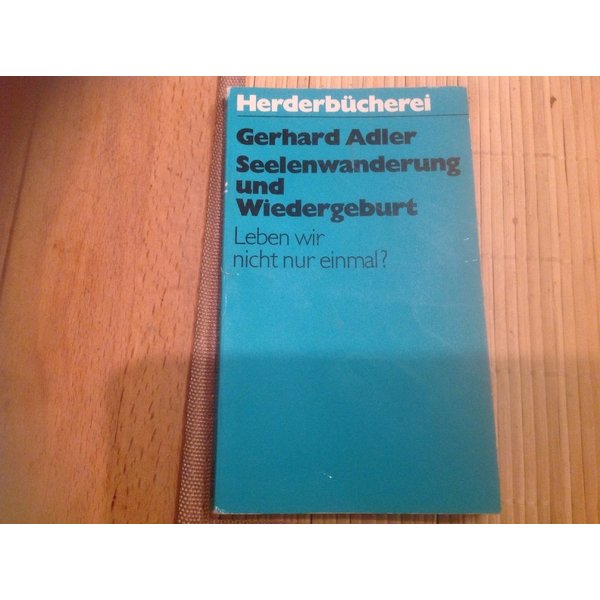 Herderbücherei
Gerhard Adler
Seelenwanderung
und
Wiedergeburt
Leben wir
nicht nur einmal?